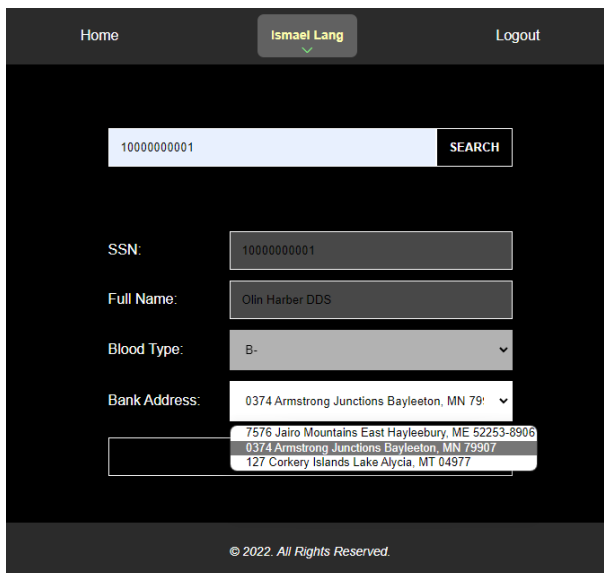 Home
Ismael Lang
Logout
10000000001
SEARCH
SSN:
10000000001
Full Name:
Olin Harber DDS
Blood Type:
B-
Bank Address:
0374 Armstrong Junctions Bayleeton, MN 79
7576 Jairo Mountains East Hayleebury, ME 52253-8906
0374 Armstrong Junctions Bayleeton, MN 79907
127 Corkery Islands Lake Alycia, MT 04977
© 2022. All Rights Reserved.